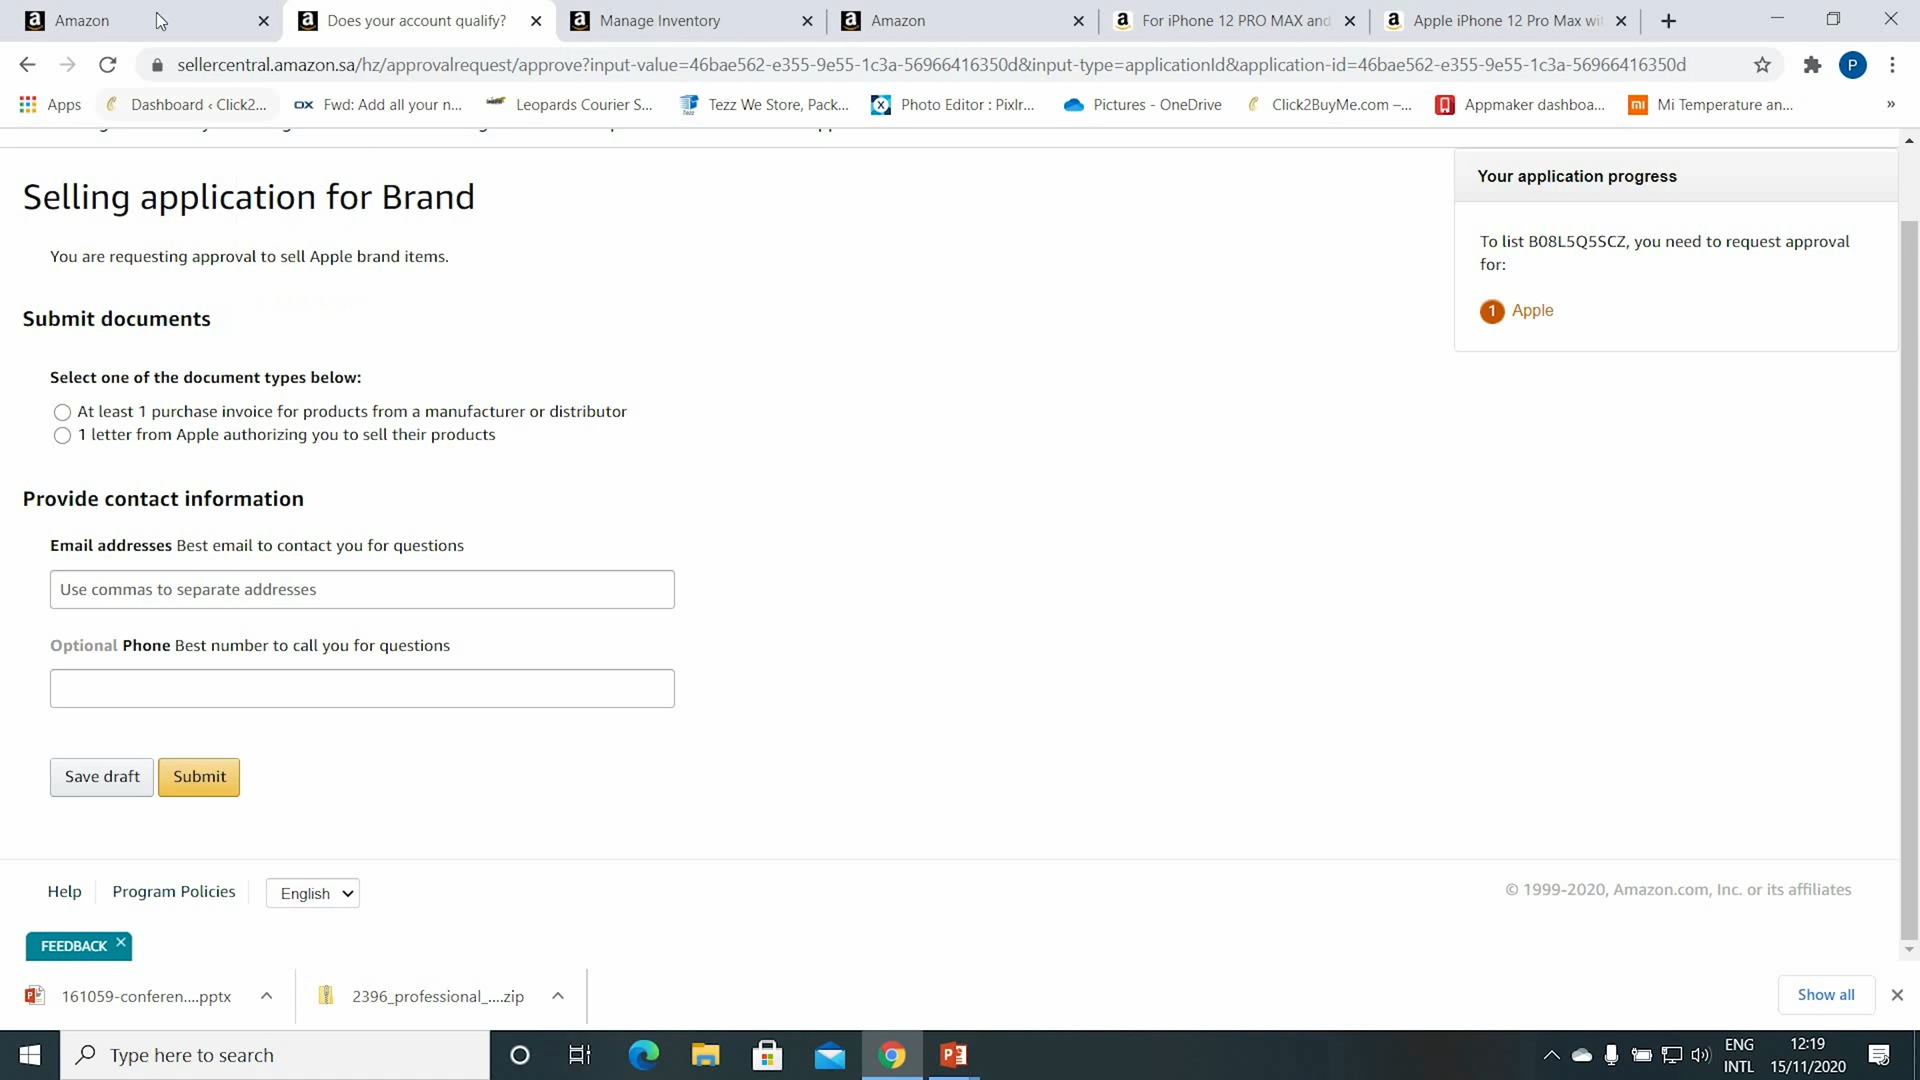 Amazon
Does your account qualify?
Manage Inventory
Amazon
For iPhone 12 PRO MAX and
Apple iPhone 12 Pro Max wi
sellercentral.amazon.sa/hz/approvalrequest/approve?input-value=46bae562-e355-9e55-1c3a-56966416350d&input-type=applicationId&application-id=46bae562-e355-9e55-1c3a-56966416350d
P
Apps
Dashboard ‹ Click2...
OX
Fwd: Add all your n...
Leopards Courier S...
Tezz We Store, Pack...
Photo Editor : Pixlr...
Pictures - OneDrive
Click2BuyMe.com –...
Appmaker dashboa...
Mi Temperature an...
»
Selling application for Brand
You are requesting approval to sell Apple brand items.
Submit documents
Select one of the document types below:
At least 1 purchase invoice for products from a manufacturer or distributor
1 letter from Apple authorizing you to sell their products
Provide contact information
Email addresses Best email to contact you for questions
Use commas to separate addresses
Optional Phone Best number to call you for questions
Save draft
Submit
Your application progress
To list B08L5Q5SCZ, you need to request approval
for:
1 Apple
Help
Program Policies
English
© 1999-2020, Amazon.com, Inc. or its affiliates
FEEDBACK
161059-conferen....pptx
2396_professional_....zip
Show all
Type here to search
ENG
INTL
12:19
15/11/2020